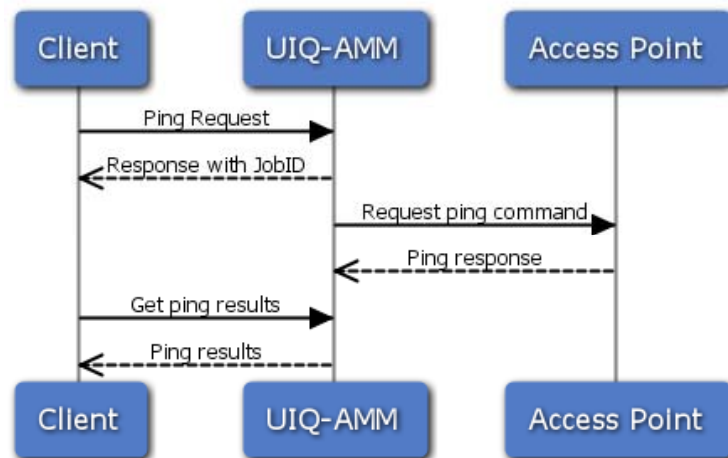 Client UIQ-AMM Access Point
Ping Request
Response with JobID
Request ping command
Ping response
Get ping results
Ping results
Client UIQ-AMM Access Point